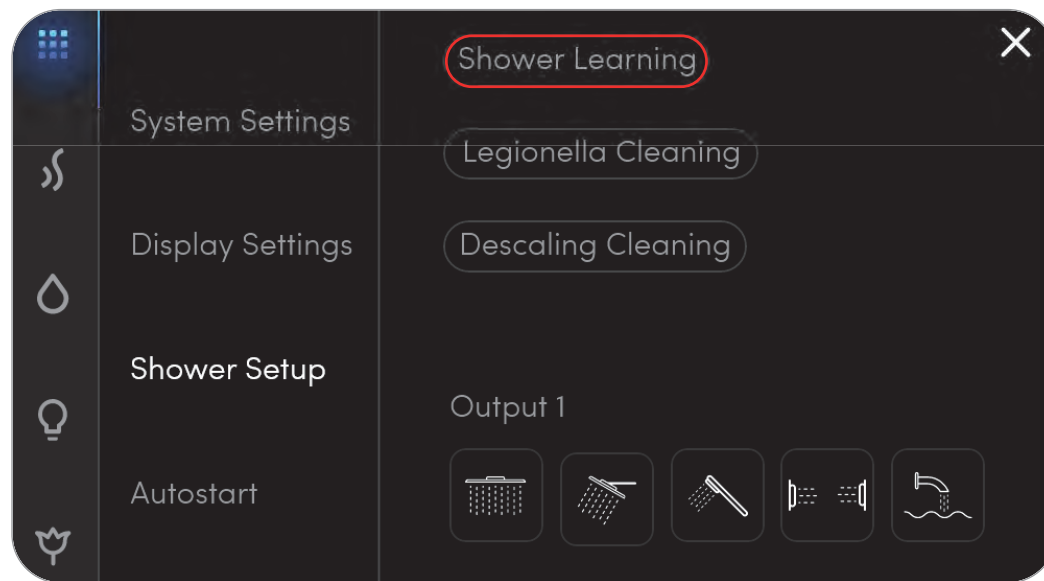 System Settings
Display Settings
Shower Setup
Autostart
Shower Learning
Legionella Cleaning
Descaling Cleaning
Output 1